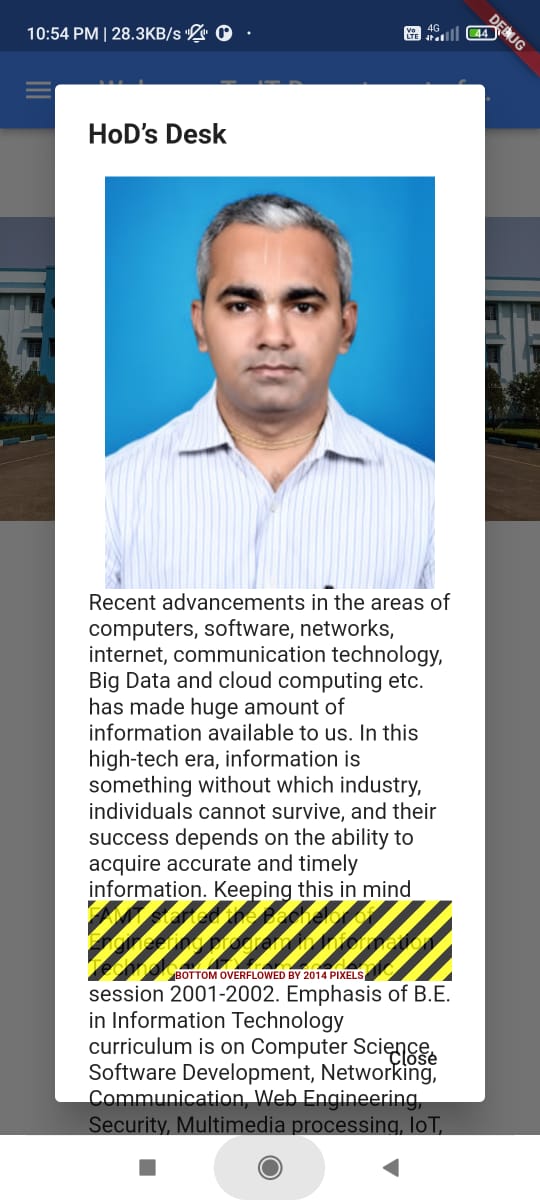 10:54 PM | 28.3KB/s
Vo LTE 4G 44
DEBUG
HoD's Desk
Recent advancements in the areas of
computers, software, networks,
internet, communication technology,
Big Data and cloud computing etc.
has made huge amount of
information available to us. In this
high-tech era, information is
something without which industry,
individuals cannot survive, and their
success depends on the ability to
acquire accurate and timely
information. Keeping this in mind
FAMT started the Bachelor of
Engineering program in Information
Technology (IT) from academic
BOTTOM OVERFLOWED BY 2014 PIXELS
session 2001-2002. Emphasis of B.E.
in Information Technology
curriculum is on Computer Science,
Close
Software Development, Networking,
Communication, Web Engineering,
Security, Multimedia processing, IoT,